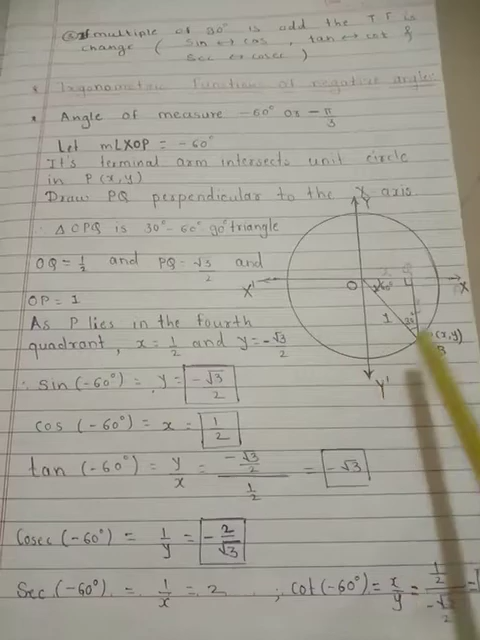 If multiple of 90° is add the T.F is
change ( sin ↔ cos , tan ↔ cot &
sec ↔ cosec )
* Trigonometric function of negative angle:
* Angle of measure -60° or -π/3
Let m∠XOP = -60°
It's terminal arm intersects unit circle
in P(x,y)
Draw PQ perpendicular to the X axis
∴ △OPQ is 30°-60°-90° triangle
OQ = 1/2 and PQ = √3/2 and
OP = 1
As P lies in the fourth
quadrant, x = 1/2 and y = -√3/2
Y
X'
O
60°
X
1
30°
(x,y)
Y'
∴ sin(-60°) = y = -√3/2
cos(-60°) = x = 1/2
tan(-60°) = y/x = (-√3/2)/(1/2) = -√3
Cosec(-60°) = 1/y = -2/√3
Sec.(-60°) = 1/x = 2 ; cot(-60°) = x/y = (1/2)/(-√3/2) =